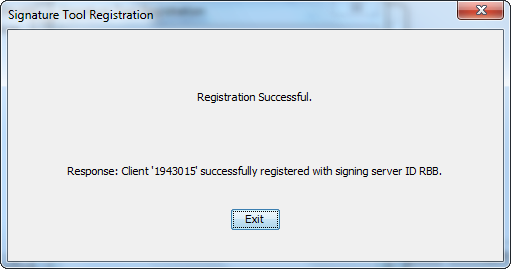 Signature Tool Registration
Registration Successful.
Response: Client '1943015' successfully registered with signing server ID RBB.
Exit